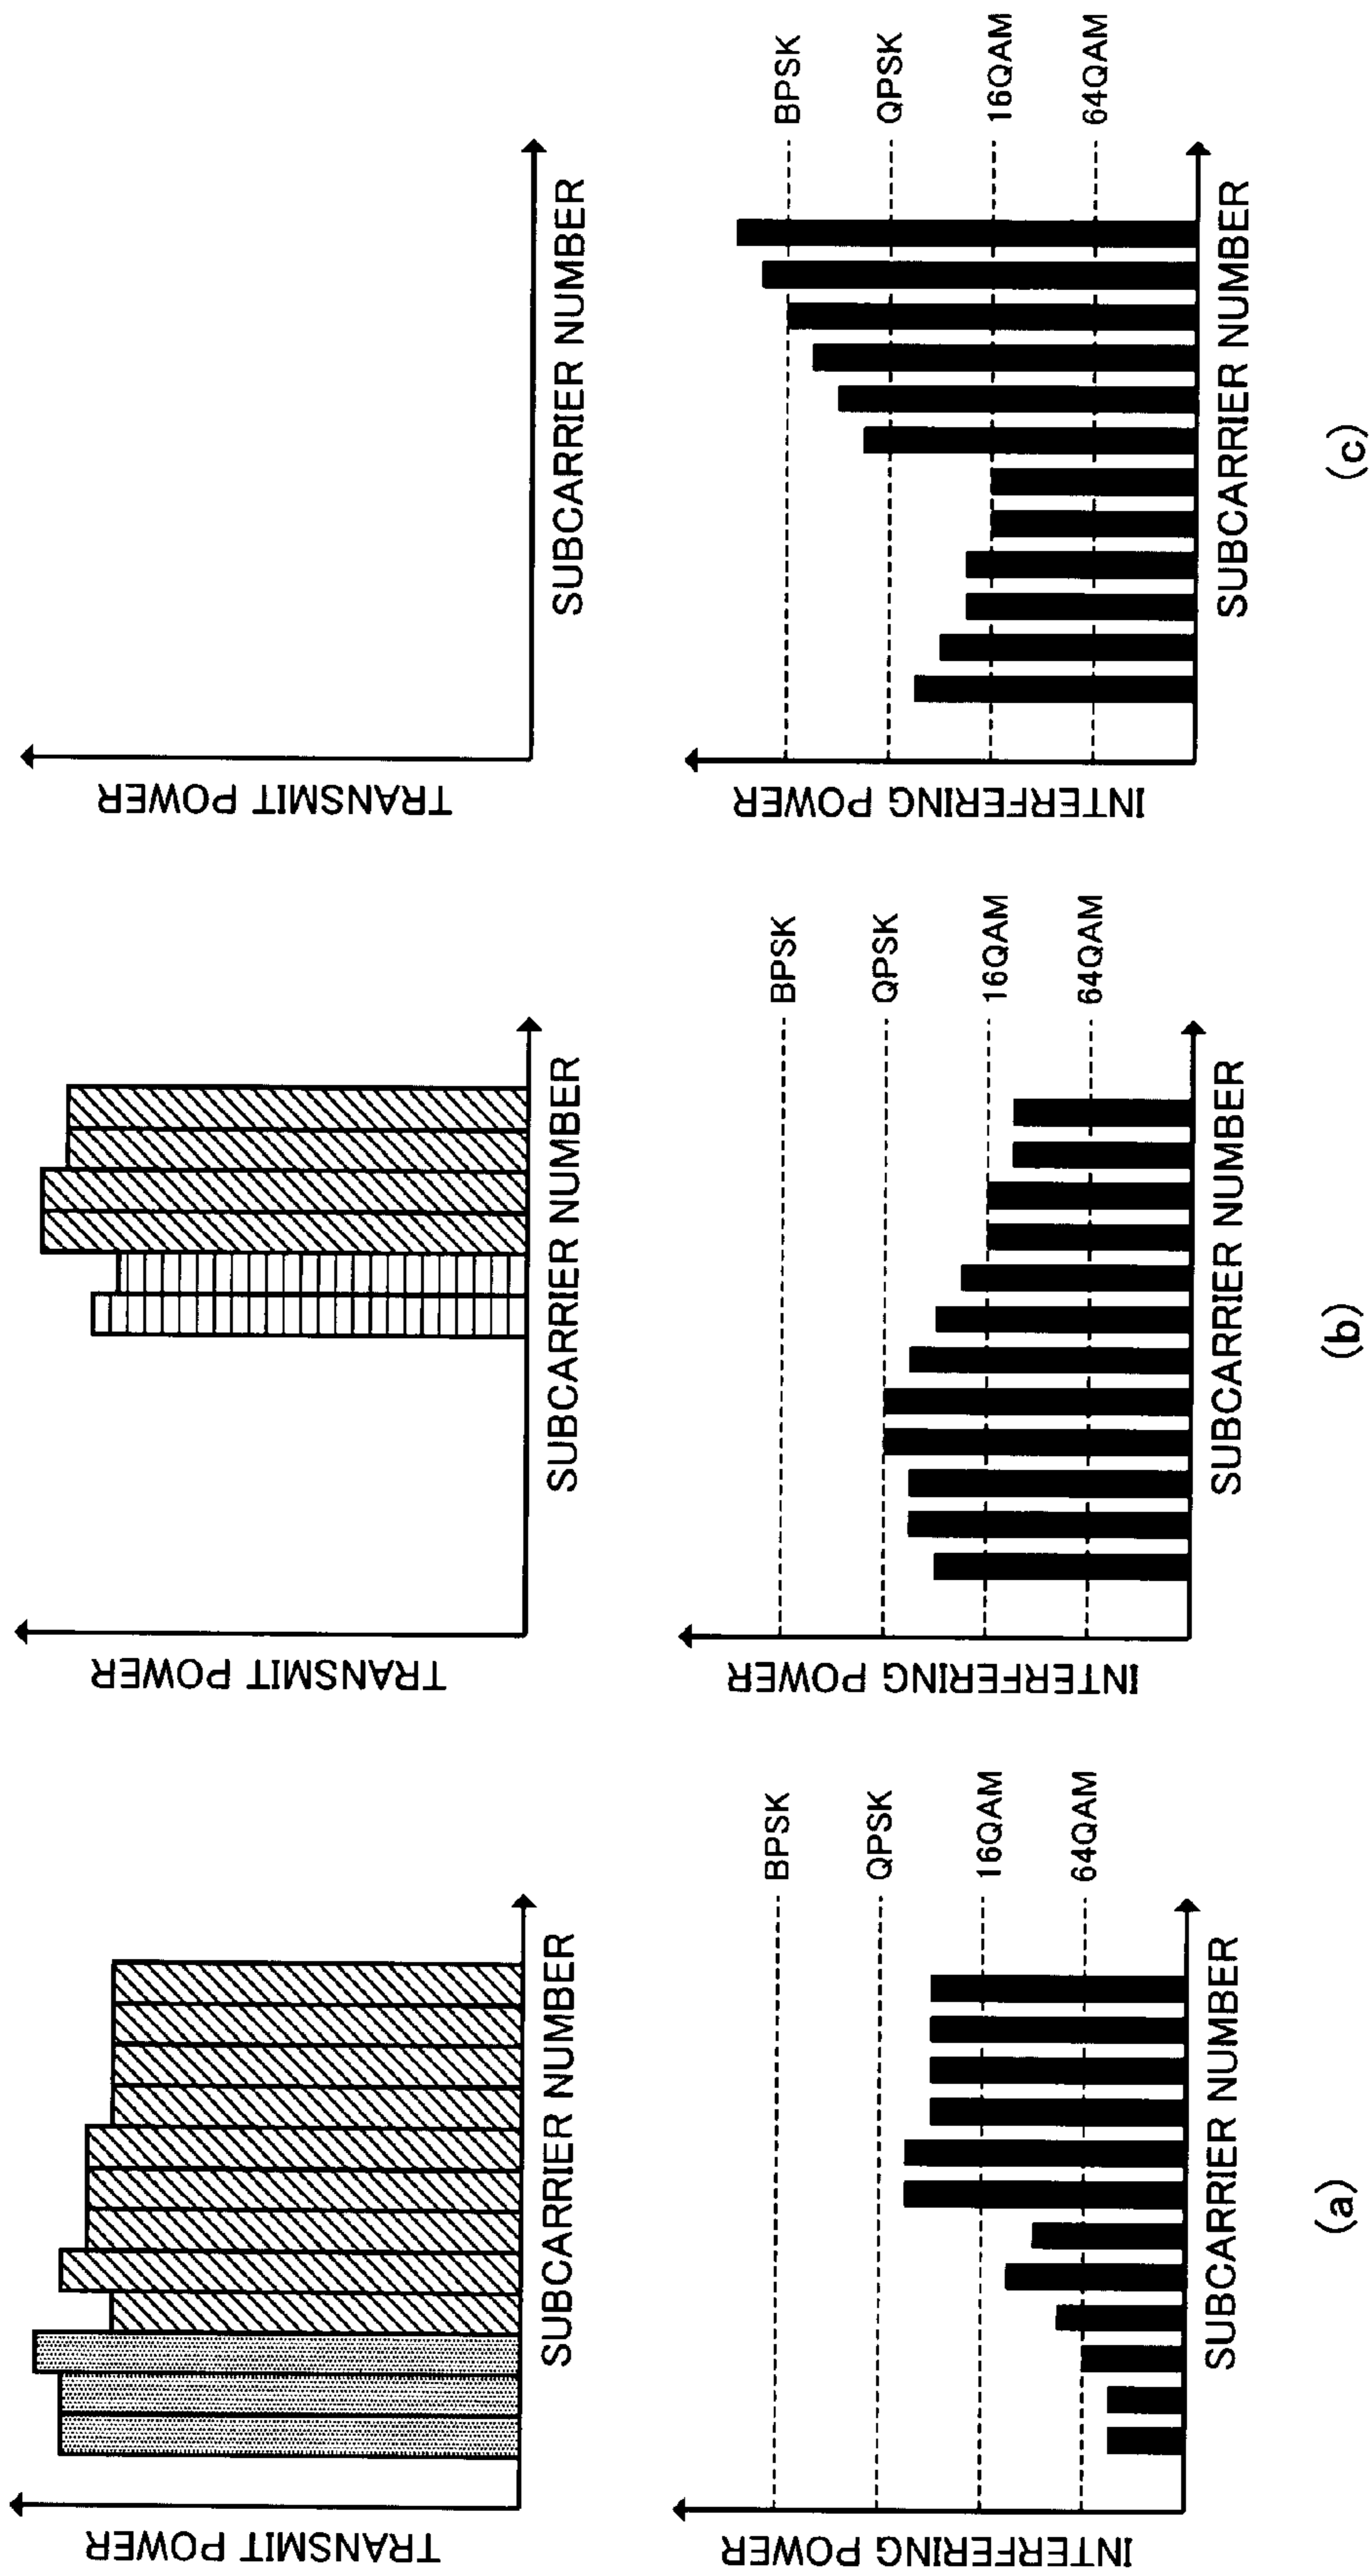 TRANSMIT POWER
SUBCARRIER NUMBER
INTERFERING POWER
BPSK
QPSK
16QAM
64QAM
SUBCARRIER NUMBER
(a)
TRANSMIT POWER
SUBCARRIER NUMBER
INTERFERING POWER
BPSK
QPSK
16QAM
64QAM
SUBCARRIER NUMBER
(b)
TRANSMIT POWER
SUBCARRIER NUMBER
INTERFERING POWER
BPSK
QPSK
16QAM
64QAM
SUBCARRIER NUMBER
(c)